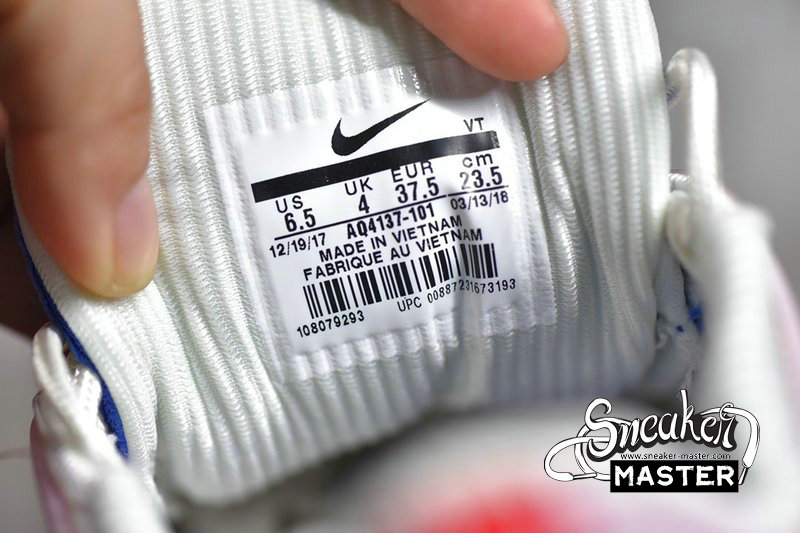 VT
US UK EUR cm
6.5 4 37.5 23.5
12/19/17 AQ4137-101 03/13/18
MADE IN VIETNAM
FABRIQUE AU VIETNAM
108079293 UPC 00887231673193
Sneaker
www.sneaker-master.com
MASTER